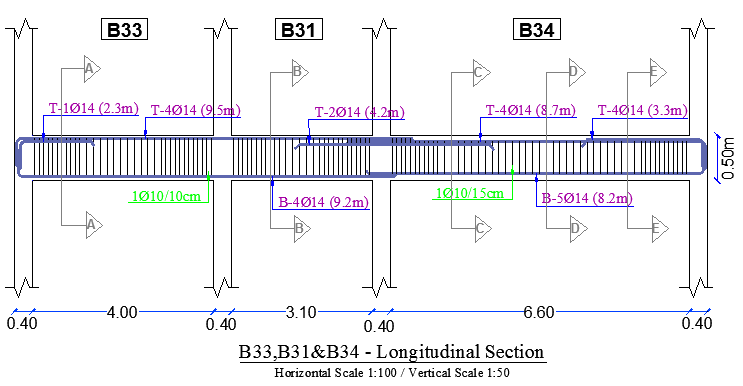 B33 B31 B34
A B C D E
T-1Ø14 (2.3m) T-4Ø14 (9.5m) T-2Ø14 (4.2m) T-4Ø14 (8.7m) T-4Ø14 (3.3m)
0.50m
1Ø10/10cm B-4Ø14 (9.2m) 1Ø10/15cm B-5Ø14 (8.2m)
A B C D E
4.00 3.10 6.60
0.40 0.40 0.40 0.40
B33,B31&B34 - Longitudinal Section
Horizontal Scale 1:100 / Vertical Scale 1:50